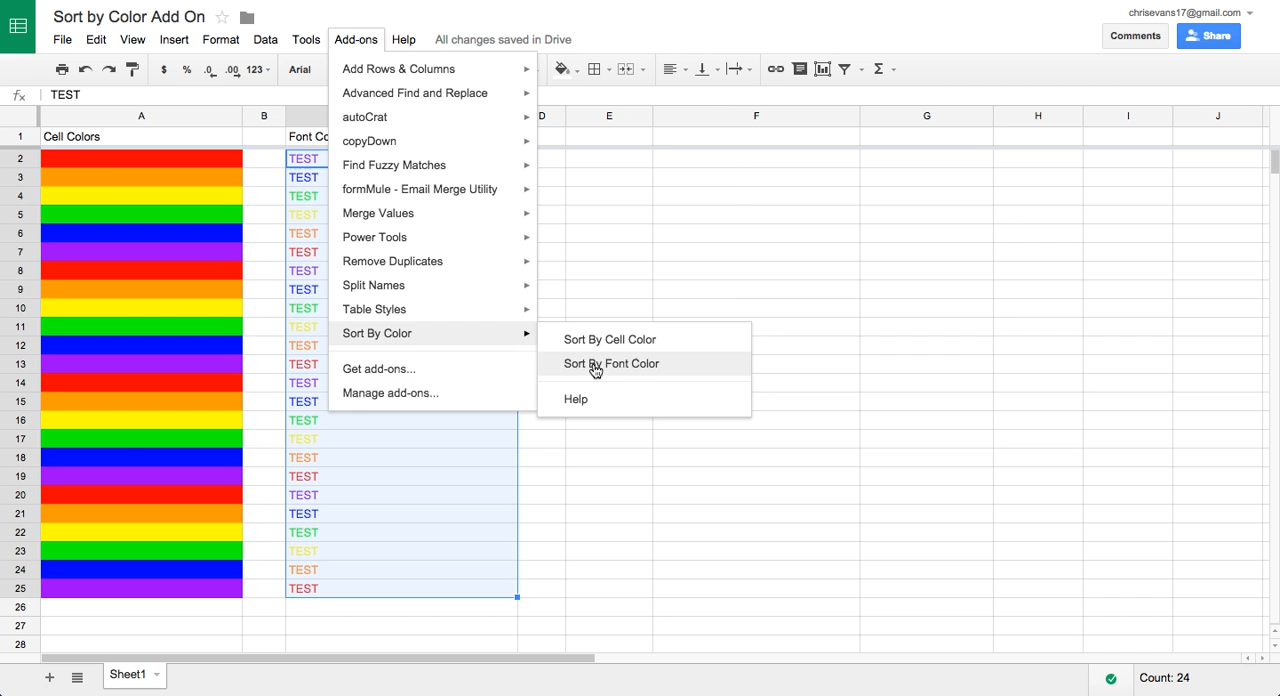 Sort by Color Add On
chrisevans17@gmail.com
File Edit View Insert Format Data Tools Add-ons Help All changes saved in Drive
Comments Share
$ % .0 .00 123 Arial
fx TEST
A B D E F G H I J
1 Cell Colors Font Co
2 TEST
3 TEST
4 TEST
5 TEST
6 TEST
7 TEST
8 TEST
9 TEST
10 TEST
11 TEST
12 TEST
13 TEST
14 TEST
15 TEST
16 TEST
17 TEST
18 TEST
19 TEST
20 TEST
21 TEST
22 TEST
23 TEST
24 TEST
25 TEST
26
27
28
Add Rows & Columns
Advanced Find and Replace
autoCrat
copyDown
Find Fuzzy Matches
formMule - Email Merge Utility
Merge Values
Power Tools
Remove Duplicates
Split Names
Table Styles
Sort By Color
Get add-ons...
Manage add-ons...
Sort By Cell Color
Sort By Font Color
Help
Sheet1
Count: 24